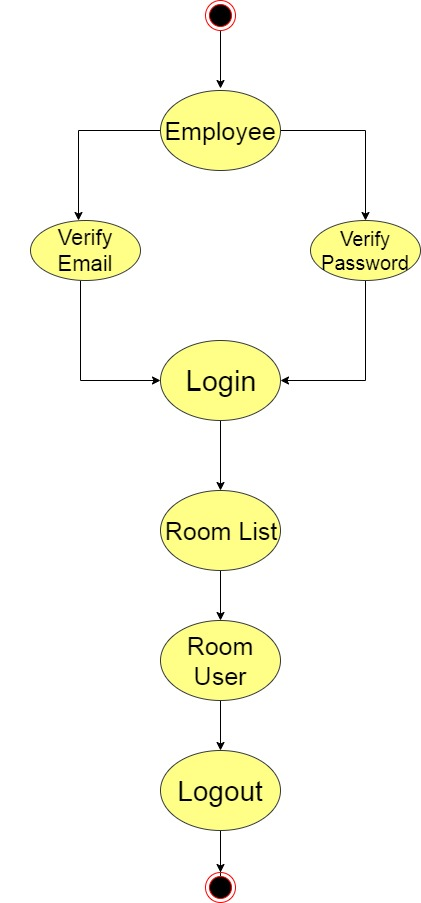 Employee
Verify
Email
Verify
Password
Login
Room List
Room
User
Logout